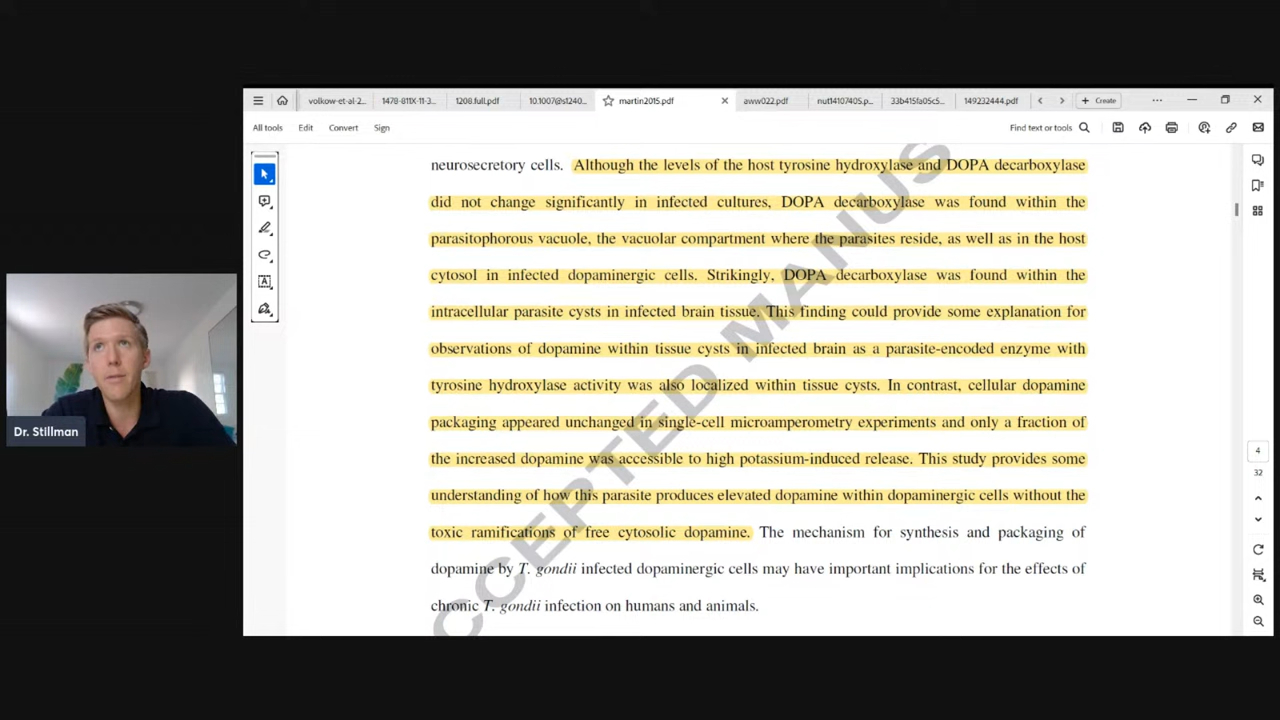 volkow-et-al-2... 1478-811X-11-3... 1208.full.pdf 10.1007@s1240... martin2015.pdf aww022.pdf nut1410740S.p... 33b415fa05c5... 149232444.pdf Create
All tools Edit Convert Sign Find text or tools
neurosecretory cells. Although the levels of the host tyrosine hydroxylase and DOPA decarboxylase
did not change significantly in infected cultures, DOPA decarboxylase was found within the
parasitophorous vacuole, the vacuolar compartment where the parasites reside, as well as in the host
cytosol in infected dopaminergic cells. Strikingly, DOPA decarboxylase was found within the
intracellular parasite cysts in infected brain tissue. This finding could provide some explanation for
observations of dopamine within tissue cysts in infected brain as a parasite-encoded enzyme with
tyrosine hydroxylase activity was also localized within tissue cysts. In contrast, cellular dopamine
packaging appeared unchanged in single-cell microamperometry experiments and only a fraction of
the increased dopamine was accessible to high potassium-induced release. This study provides some
understanding of how this parasite produces elevated dopamine within dopaminergic cells without the
toxic ramifications of free cytosolic dopamine. The mechanism for synthesis and packaging of
dopamine by T. gondii infected dopaminergic cells may have important implications for the effects of
chronic T. gondii infection on humans and animals.
CCEPTED MANUS
Dr. Stillman
4
32